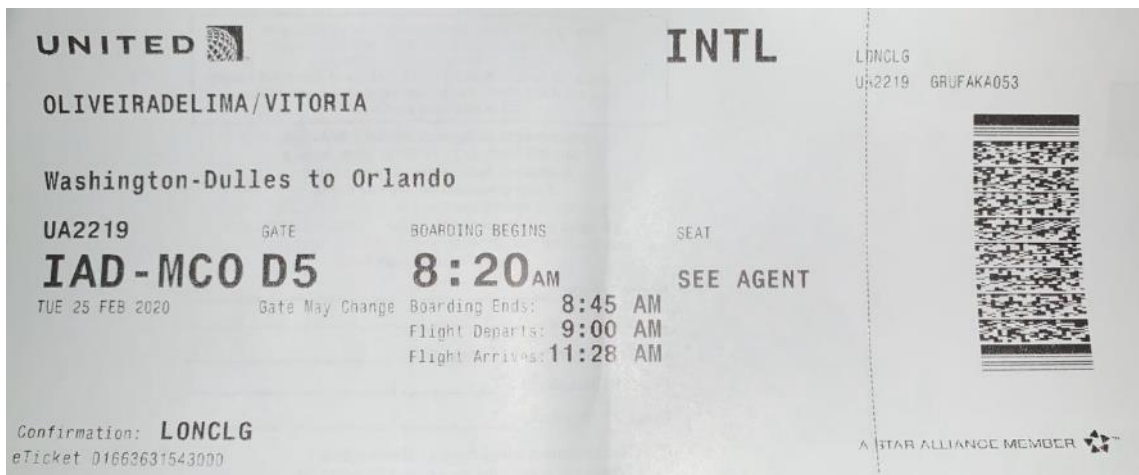 UNITED
INTL
LONCLG
UA2219 GRUFAKA053
OLIVEIRADELIMA/VITORIA
Washington-Dulles to Orlando
UA2219 GATE BOARDING BEGINS SEAT
IAD-MCO D5 8:20AM SEE AGENT
TUE 25 FEB 2020 Gate May Change Boarding Ends: 8:45 AM
Flight Departs: 9:00 AM
Flight Arrives: 11:28 AM
Confirmation: LONCLG
eTicket 01663631543000
A STAR ALLIANCE MEMBER ™